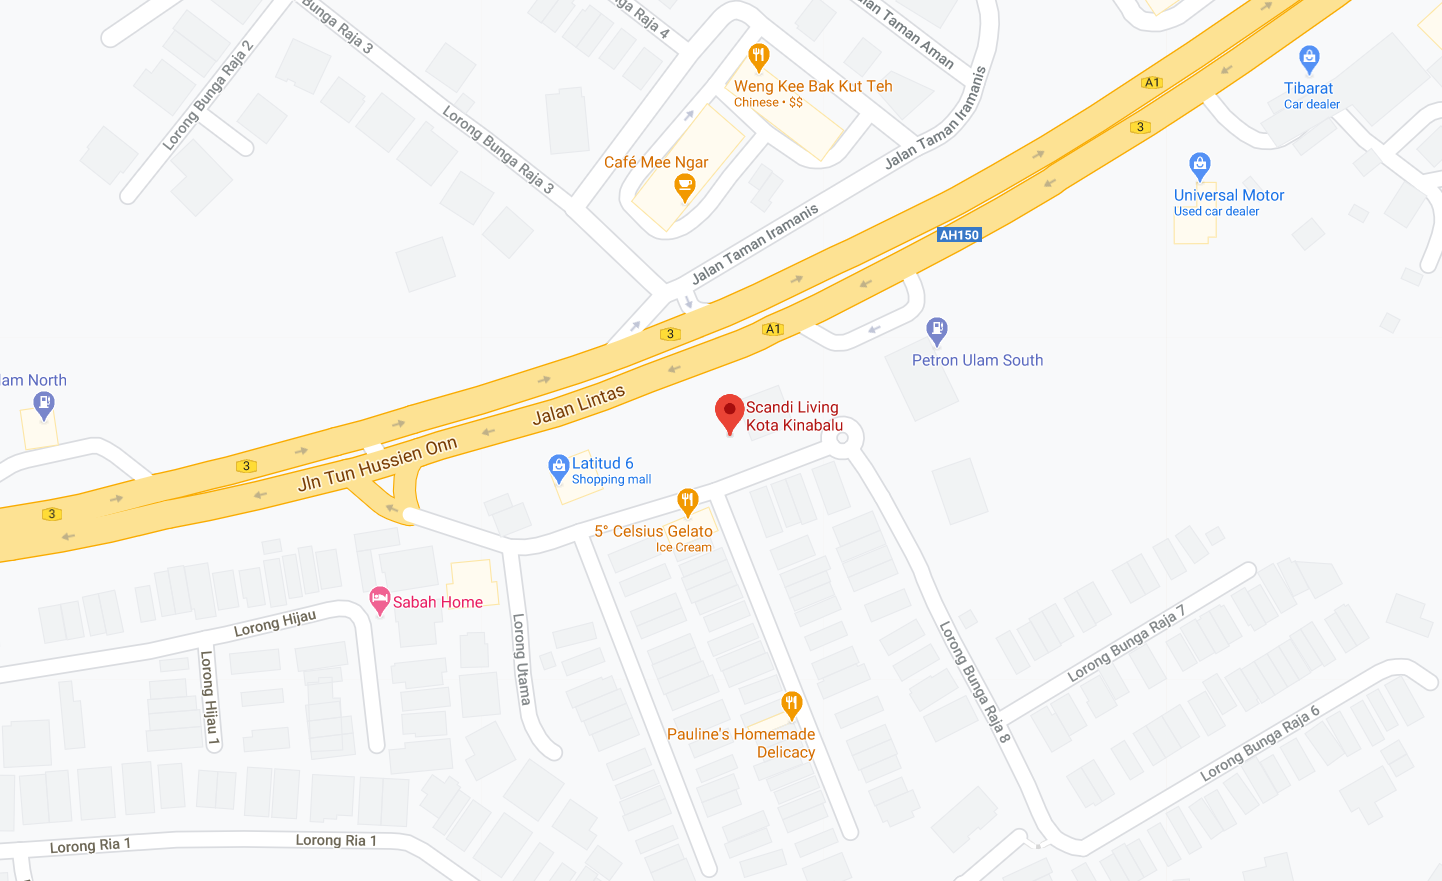 Bunga Raja 3
Raja 4
Jalan Taman Aman
Lorong Bunga Raja 2
Weng Kee Bak Kut Teh
Chinese • $$
A1
3
Tibarat
Car dealer
Lorong Bunga Raja 3
Café Mee Ngar
Jalan Taman Iramanis
Universal Motor
Used car dealer
Jalan Taman Iramanis
AH150
3
A1
Petron Ulam South
lam North
Jalan Lintas
Scandi Living
Kota Kinabalu
Jln Tun Hussien Onn
3
Latitud 6
Shopping mall
3
5° Celsius Gelato
Ice Cream
Sabah Home
Lorong Hijau
Lorong Hijau 1
Lorong Utama
Lorong Bunga Raja 8
Lorong Bunga Raja 7
Lorong Bunga Raja 6
Pauline's Homemade
Delicacy
Lorong Ria 1
Lorong Ria 1